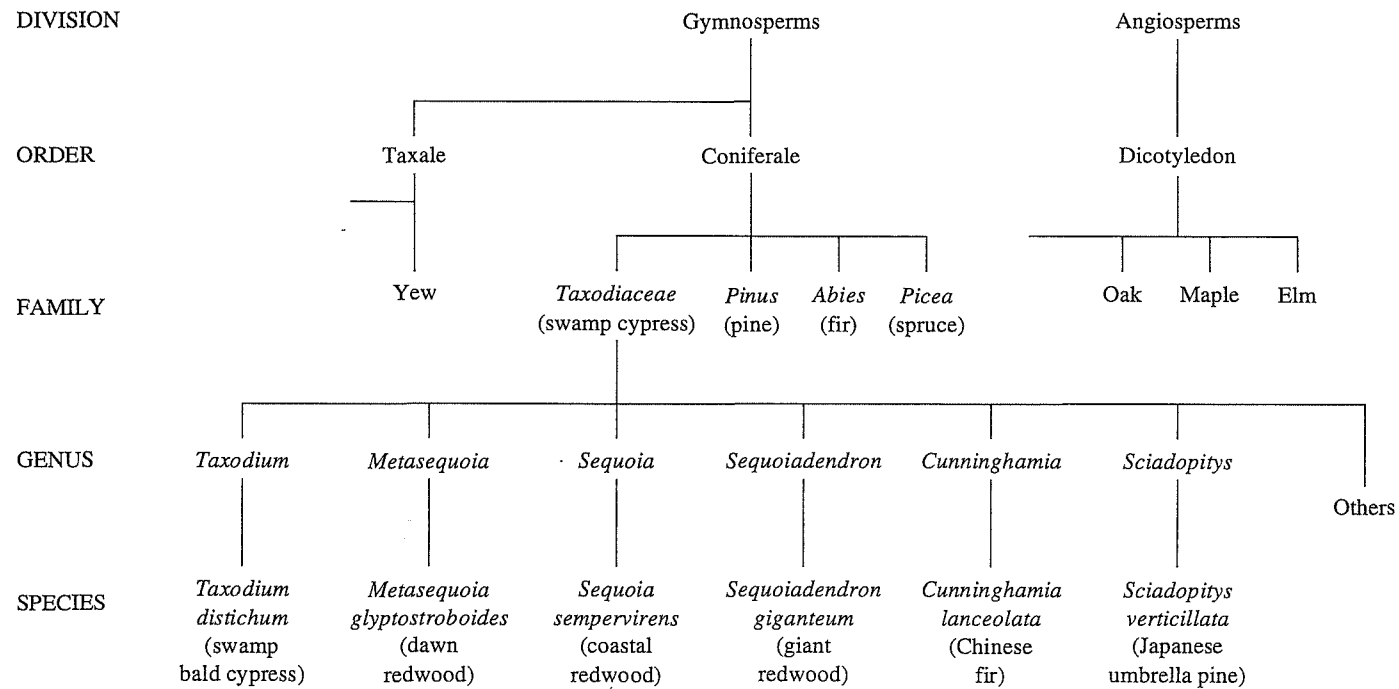 DIVISION Gymnosperms Angiosperms
ORDER Taxale Coniferale Dicotyledon
Yew Taxodiaceae Pinus Abies Picea Oak Maple Elm
FAMILY (swamp cypress) (pine) (fir) (spruce)
GENUS Taxodium Metasequoia Sequoia Sequoiadendron Cunninghamia Sciadopitys
Others
SPECIES
Taxodium
distichum
(swamp
bald cypress)
Metasequoia
glyptostroboides
(dawn
redwood)
Sequoia
sempervirens
(coastal
redwood)
Sequoiadendron
giganteum
(giant
redwood)
Cunninghamia
lanceolata
(Chinese
fir)
Sciadopitys
verticillata
(Japanese
umbrella pine)